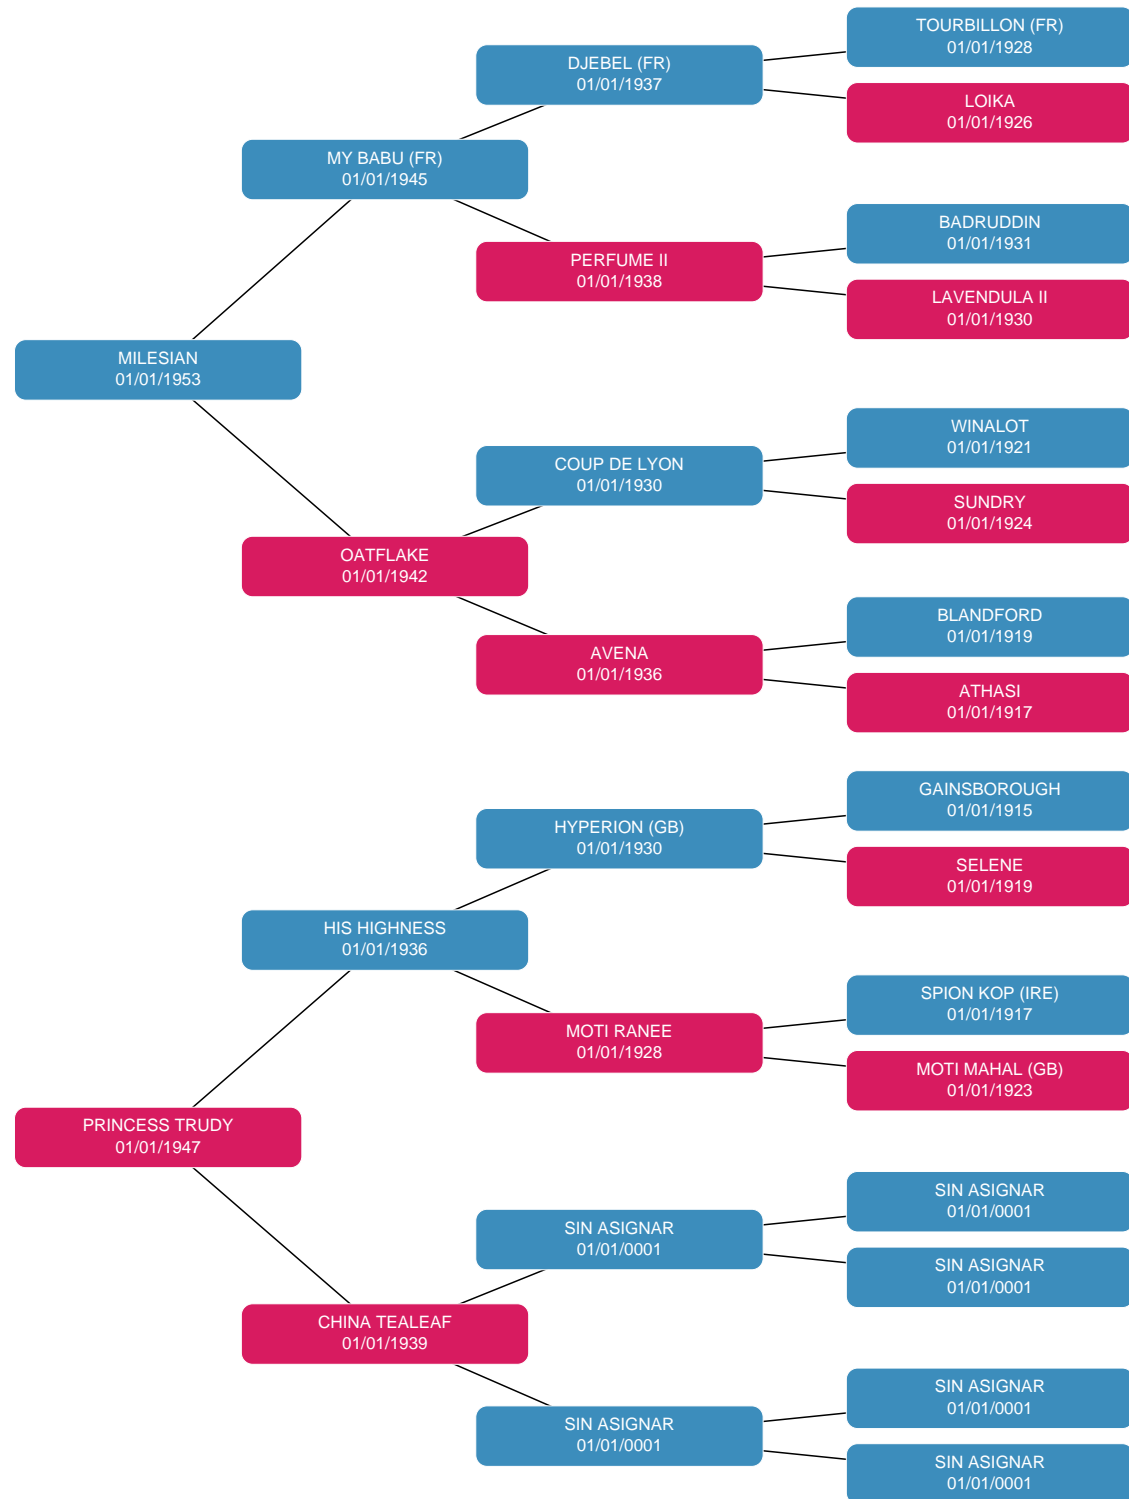 TOURBILLON (FR)
01/01/1928
DJEBEL (FR)
01/01/1937
LOIKA
01/01/1926
MY BABU (FR)
01/01/1945
BADRUDDIN
01/01/1931
PERFUME II
01/01/1938
LAVENDULA II
01/01/1930
MILESIAN
01/01/1953
WINALOT
01/01/1921
COUP DE LYON
01/01/1930
SUNDRY
01/01/1924
OATFLAKE
01/01/1942
BLANDFORD
01/01/1919
AVENA
01/01/1936
ATHASI
01/01/1917
GAINSBOROUGH
01/01/1915
HYPERION (GB)
01/01/1930
SELENE
01/01/1919
HIS HIGHNESS
01/01/1936
SPION KOP (IRE)
01/01/1917
MOTI RANEE
01/01/1928
MOTI MAHAL (GB)
01/01/1923
PRINCESS TRUDY
01/01/1947
SIN ASIGNAR
01/01/0001
SIN ASIGNAR
01/01/0001
SIN ASIGNAR
01/01/0001
CHINA TEALEAF
01/01/1939
SIN ASIGNAR
01/01/0001
SIN ASIGNAR
01/01/0001
SIN ASIGNAR
01/01/0001